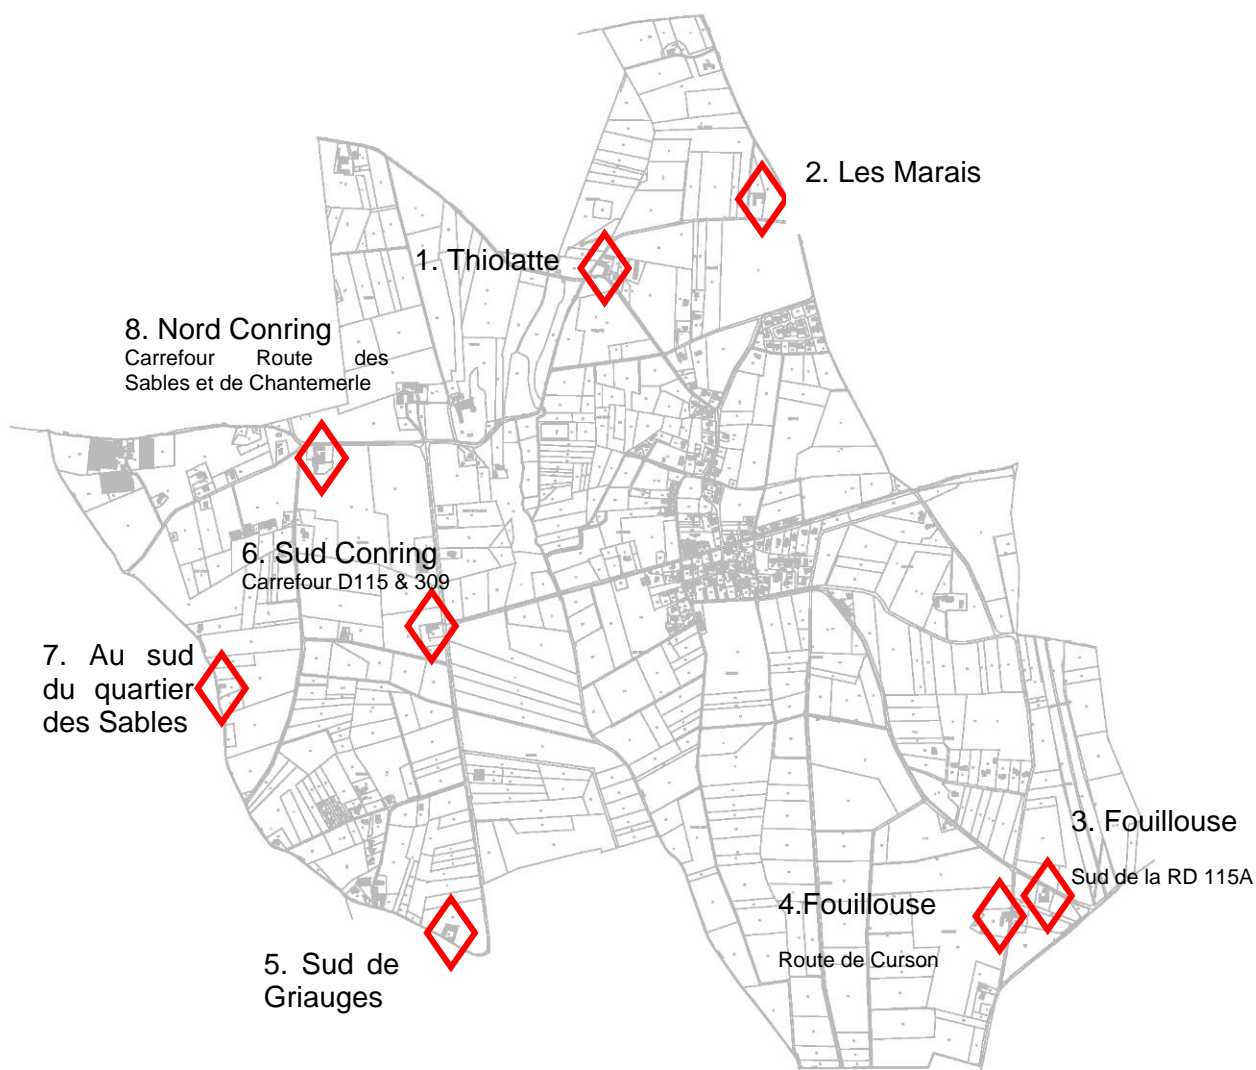 2. Les Marais
1. Thiolatte
8. Nord Conring
Carrefour Route des
Sables et de Chantemerle
6. Sud Conring
Carrefour D115 & 309
7. Au sud
du quartier
des Sables
3. Fouillouse
Sud de la RD 115A
4.Fouillouse
Route de Curson
5. Sud de
Griauges